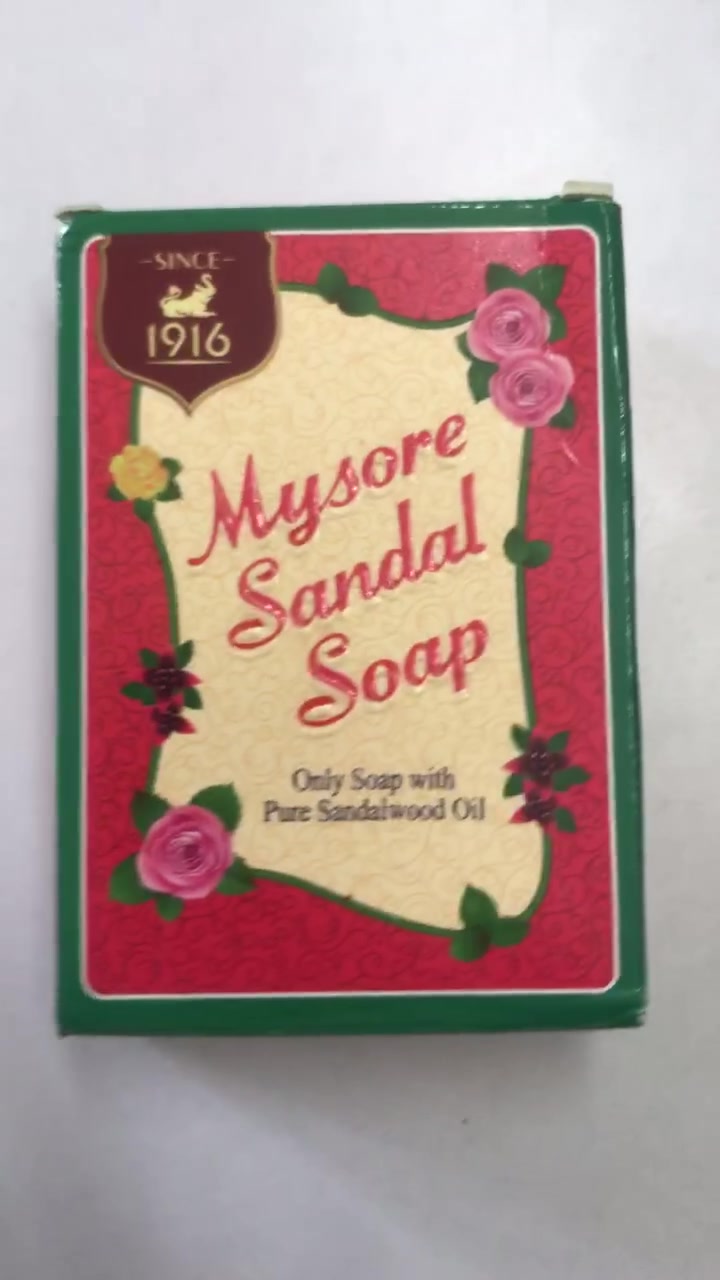 -SINCE-
1916
Mysore
Sandal
Soap
Only Soap with
Pure Sandalwood Oil